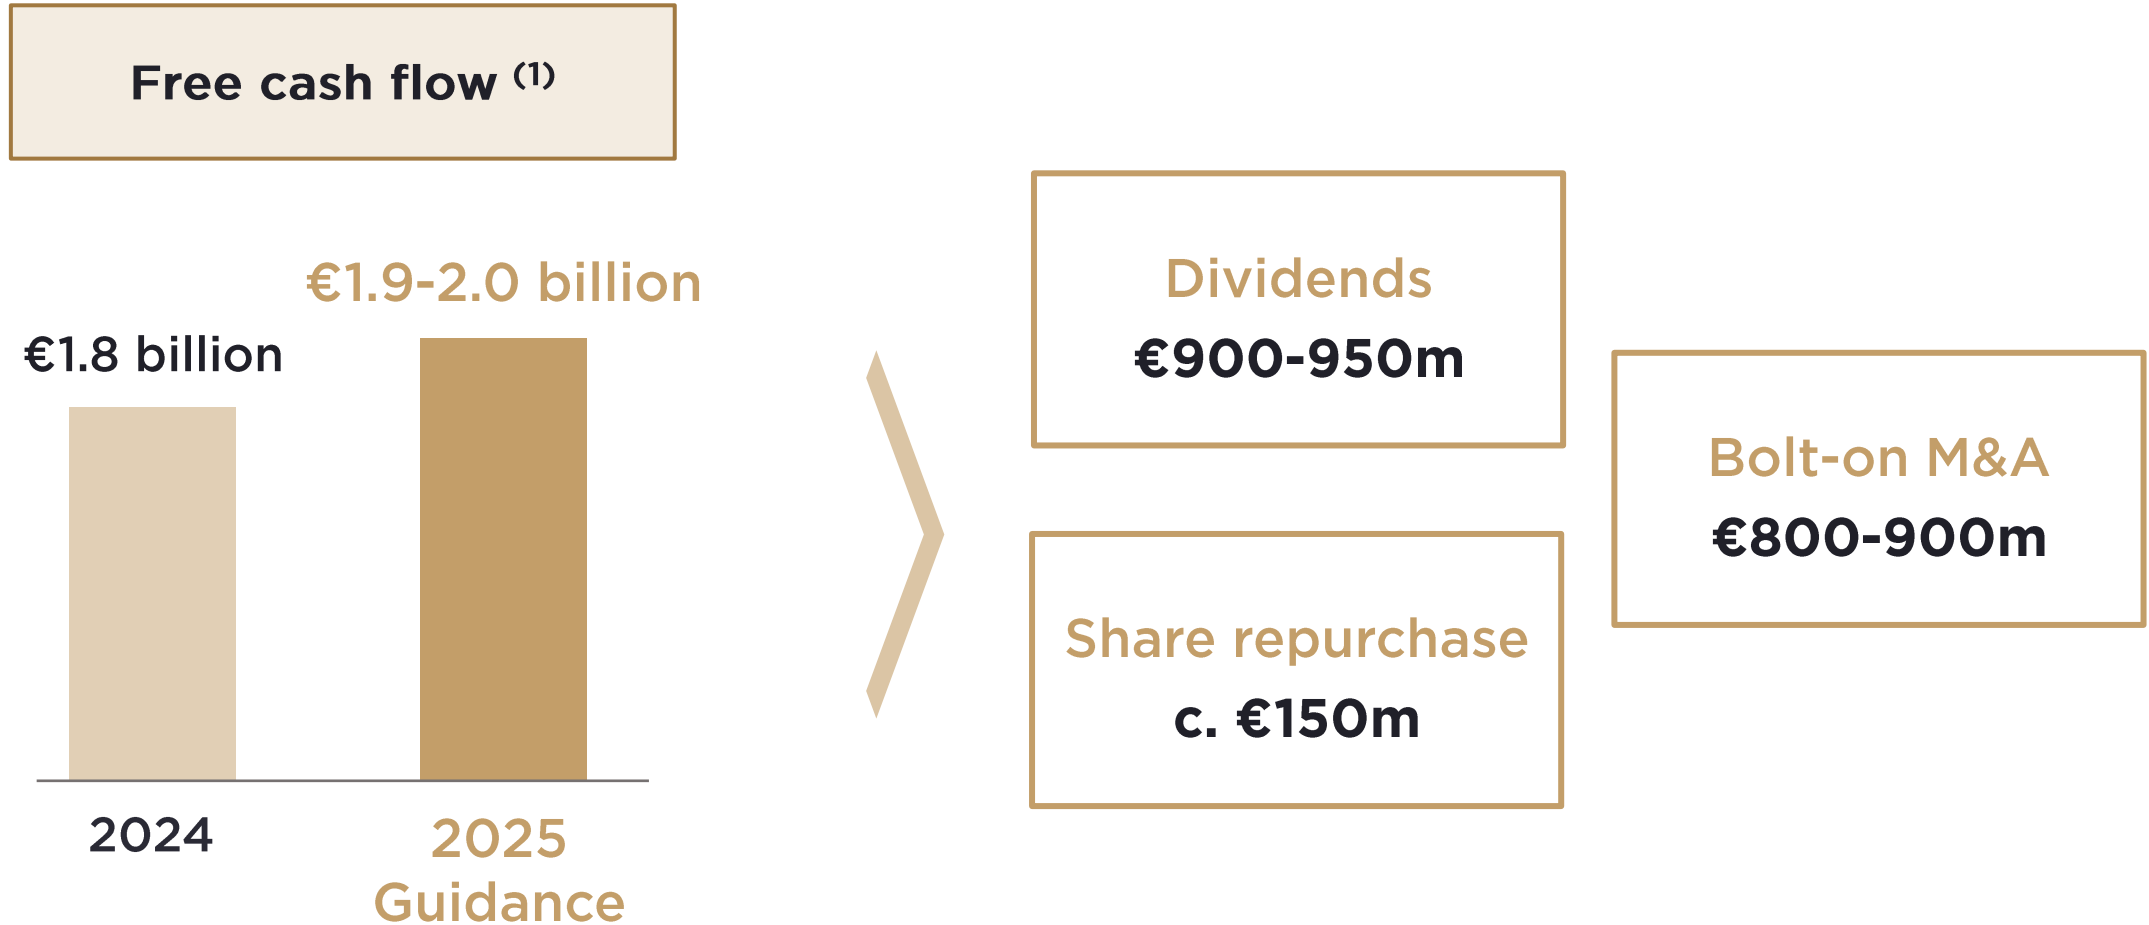 Free cash flow (1)
€1.9-2.0 billion
€1.8 billion
2024
2025
Guidance
Dividends
€900-950m
Share repurchase
c. €150m
Bolt-on M&A
€800-900m